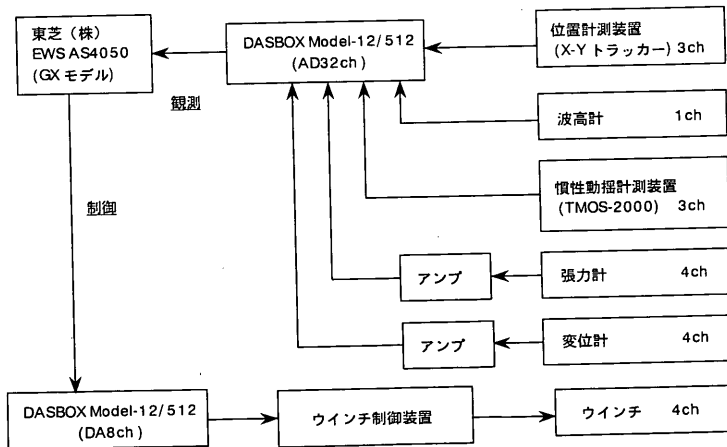 東芝（株）
EWS AS4050
(GXモデル)
DASBOX Model-12/512
(AD32ch)
位置計測装置
(X-Yトラッカー) 3ch
観測
波高計 1ch
制御
慣性動揺計測装置
(TMOS-2000) 3ch
アンプ
張力計 4ch
アンプ
変位計 4ch
DASBOX Model-12/512
(DA8ch)
ウインチ制御装置
ウインチ 4ch